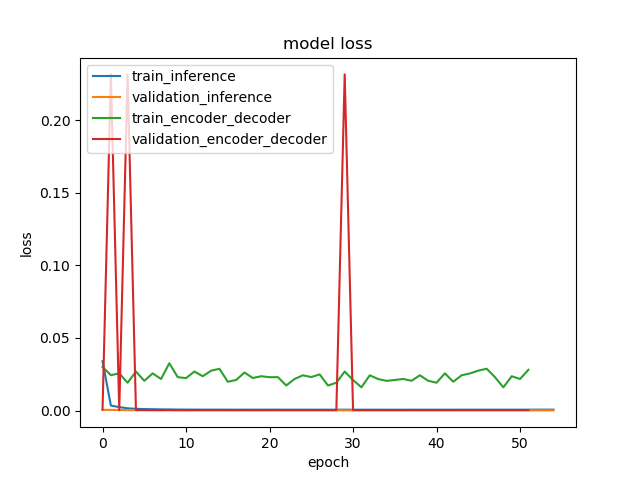 model loss
train_inference
validation_inference
train_encoder_decoder
validation_encoder_decoder
0.20
0.15
0.10
0.05
0.00
loss
0 10 20 30 40 50
epoch